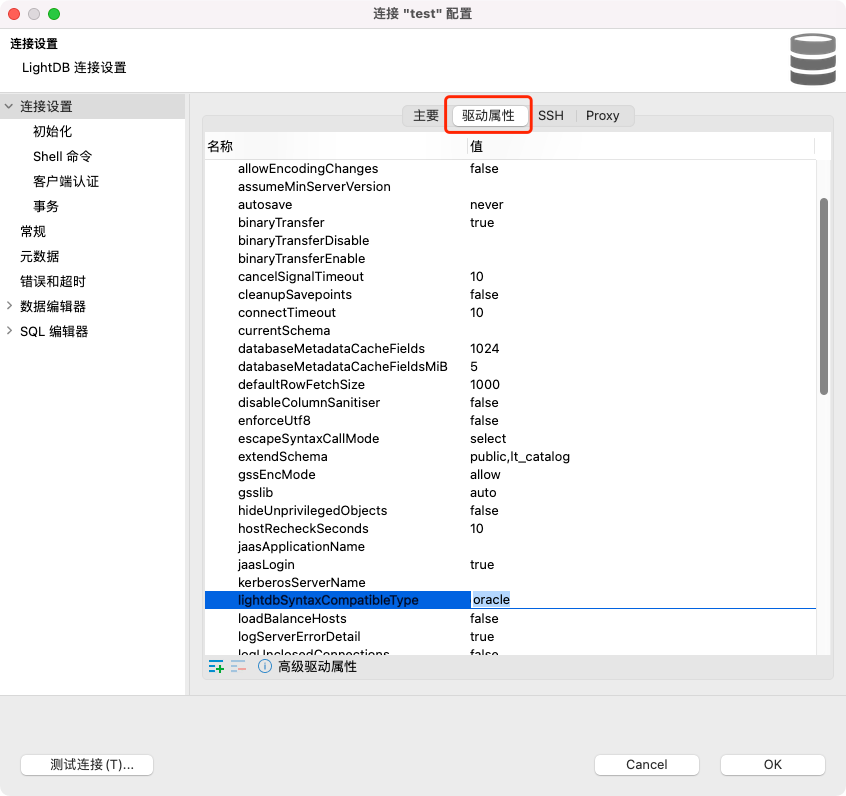 连接 "test" 配置
连接设置
LightDB 连接设置
连接设置
初始化
Shell 命令
客户端认证
事务
常规
元数据
错误和超时
数据编辑器
SQL 编辑器
主要 驱动属性 SSH Proxy
名称 值
allowEncodingChanges false
assumeMinServerVersion
autosave never
binaryTransfer true
binaryTransferDisable
binaryTransferEnable
cancelSignalTimeout 10
cleanupSavepoints false
connectTimeout 10
currentSchema
databaseMetadataCacheFields 1024
databaseMetadataCacheFieldsMiB 5
defaultRowFetchSize 1000
disableColumnSanitiser false
enforceUtf8 false
escapeSyntaxCallMode select
extendSchema public,lt_catalog
gssEncMode allow
gsslib auto
hideUnprivilegedObjects false
hostRecheckSeconds 10
jaasApplicationName
jaasLogin true
kerberosServerName
lightdbSyntaxCompatibleType oracle
loadBalanceHosts false
logServerErrorDetail true
logUnclosedConnections false
高级驱动属性
测试连接(T)... Cancel OK